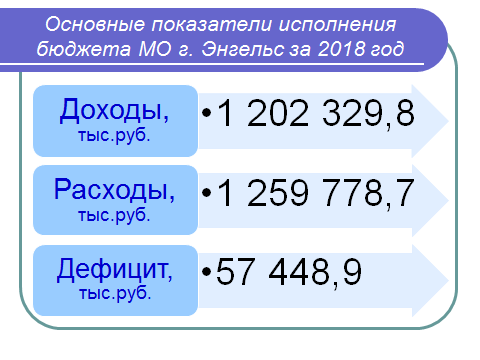 Основные показатели исполнения
бюджета МО г. Энгельс за 2018 год
Доходы,
тыс.руб.
•1 202 329,8
Расходы,
тыс.руб.
•1 259 778,7
Дефицит,
тыс.руб.
•57 448,9